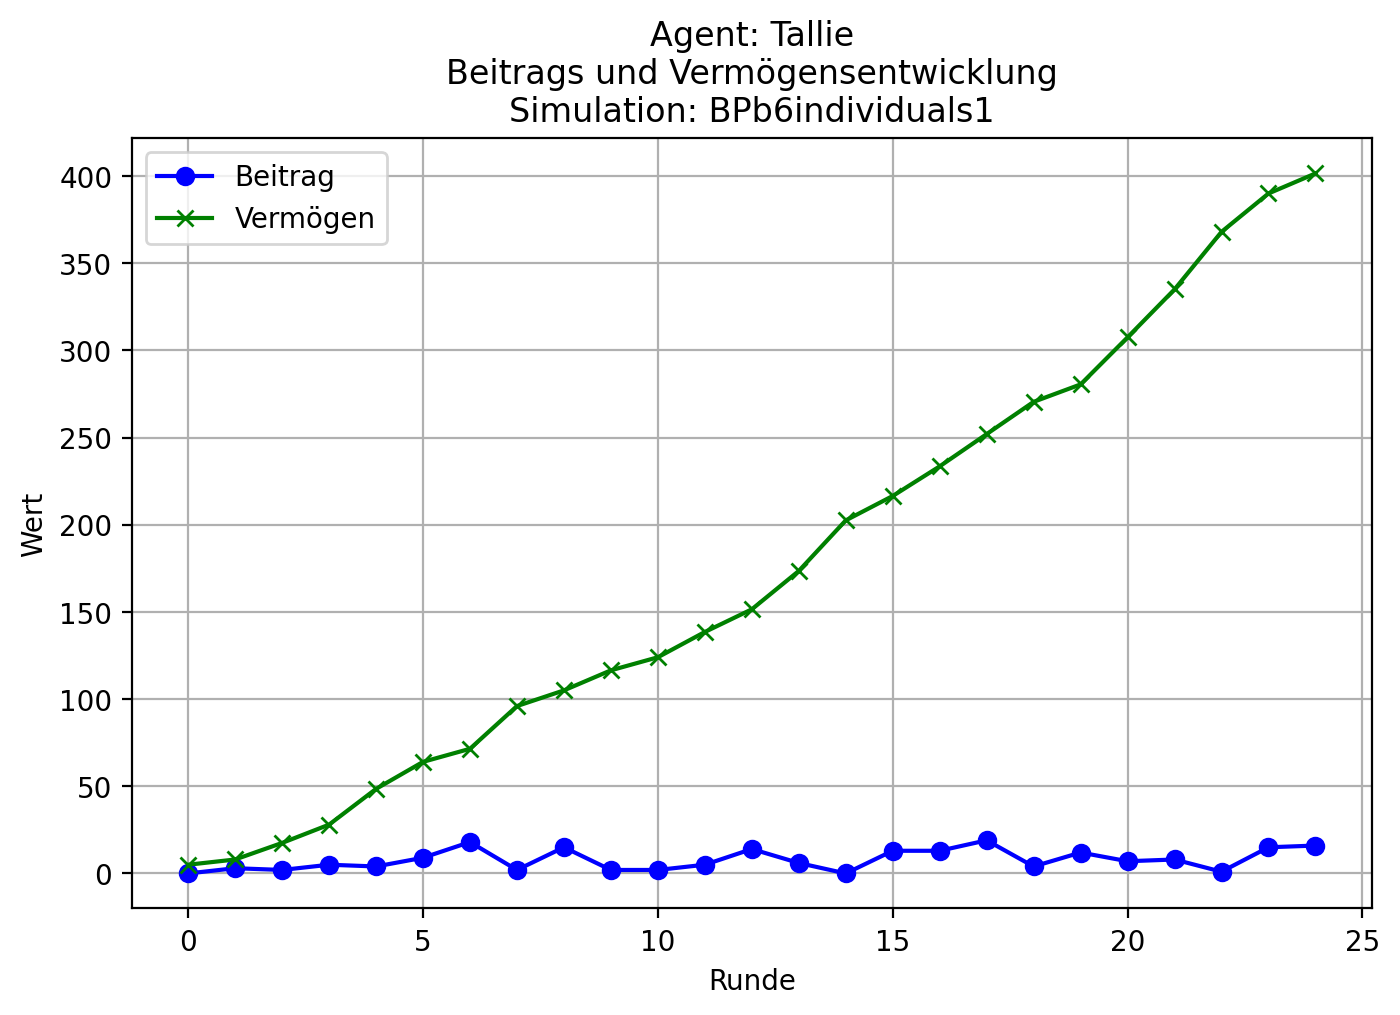 Agent: Tallie
Beitrags und Vermögensentwicklung
Simulation: BPb6individuals1
Beitrag
Vermögen
400
350
300
250
200
150
100
50
0
Wert
0 5 10 15 20 25
Runde